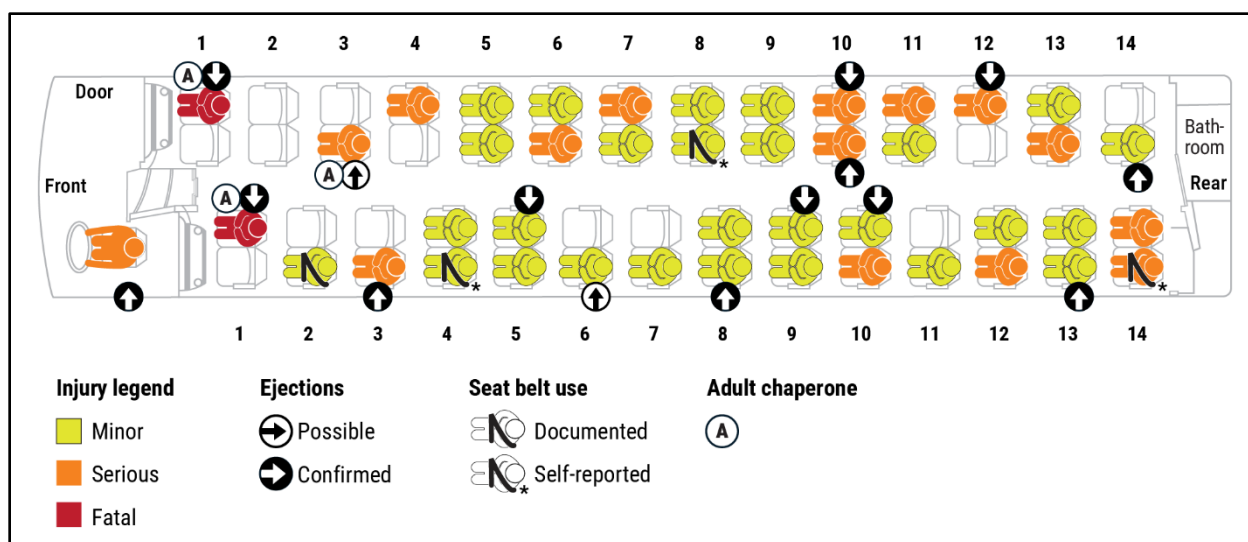 1 2 3 4 5 6 7 8 9 10 11 12 13 14
A
Door
*
Bath-
room
A
Front
A
Rear
* *
1 2 3 4 5 6 7 8 9 10 11 12 13 14
Injury legend Ejections Seat belt use Adult chaperone
Minor Possible Documented A
Serious Confirmed * Self-reported
Fatal